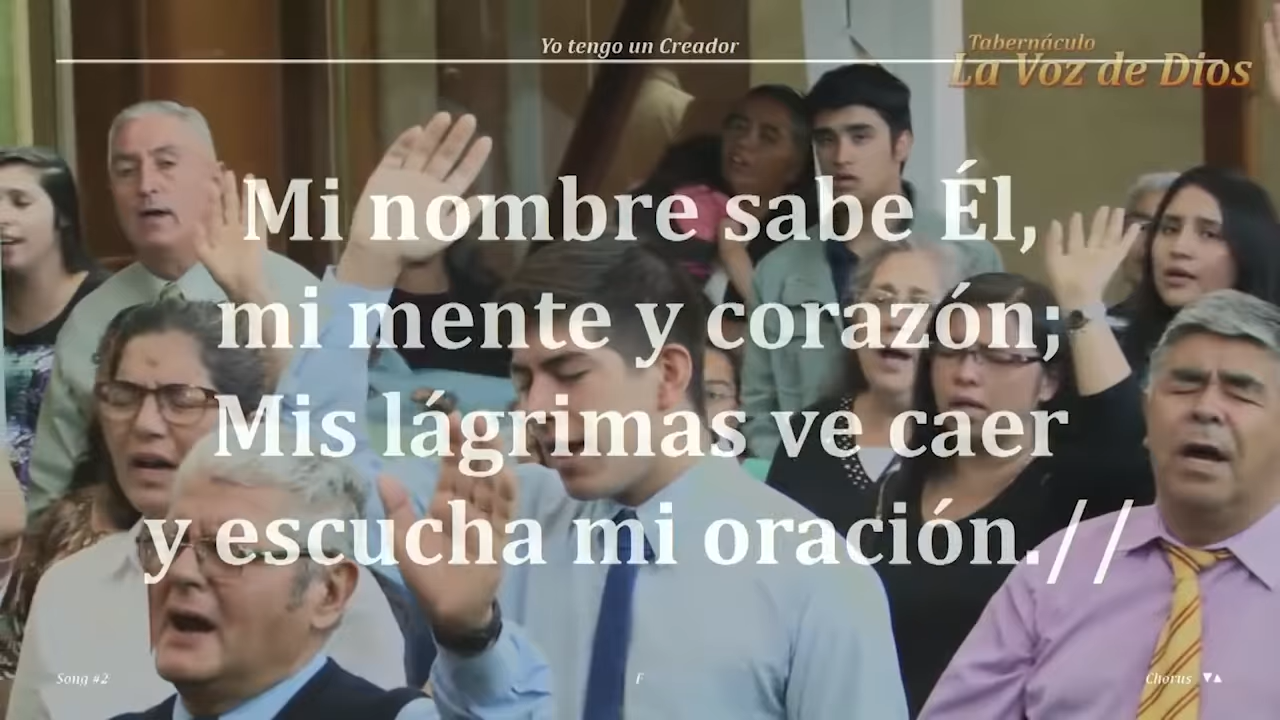 Yo tengo un Creador
Tabernáculo
La Voz de Dios
Mi nombre sabe Él,
mi mente y corazón;
Mis lágrimas ve caer
y escucha mi oración.//
Song #2
F
Chorus ▼▲